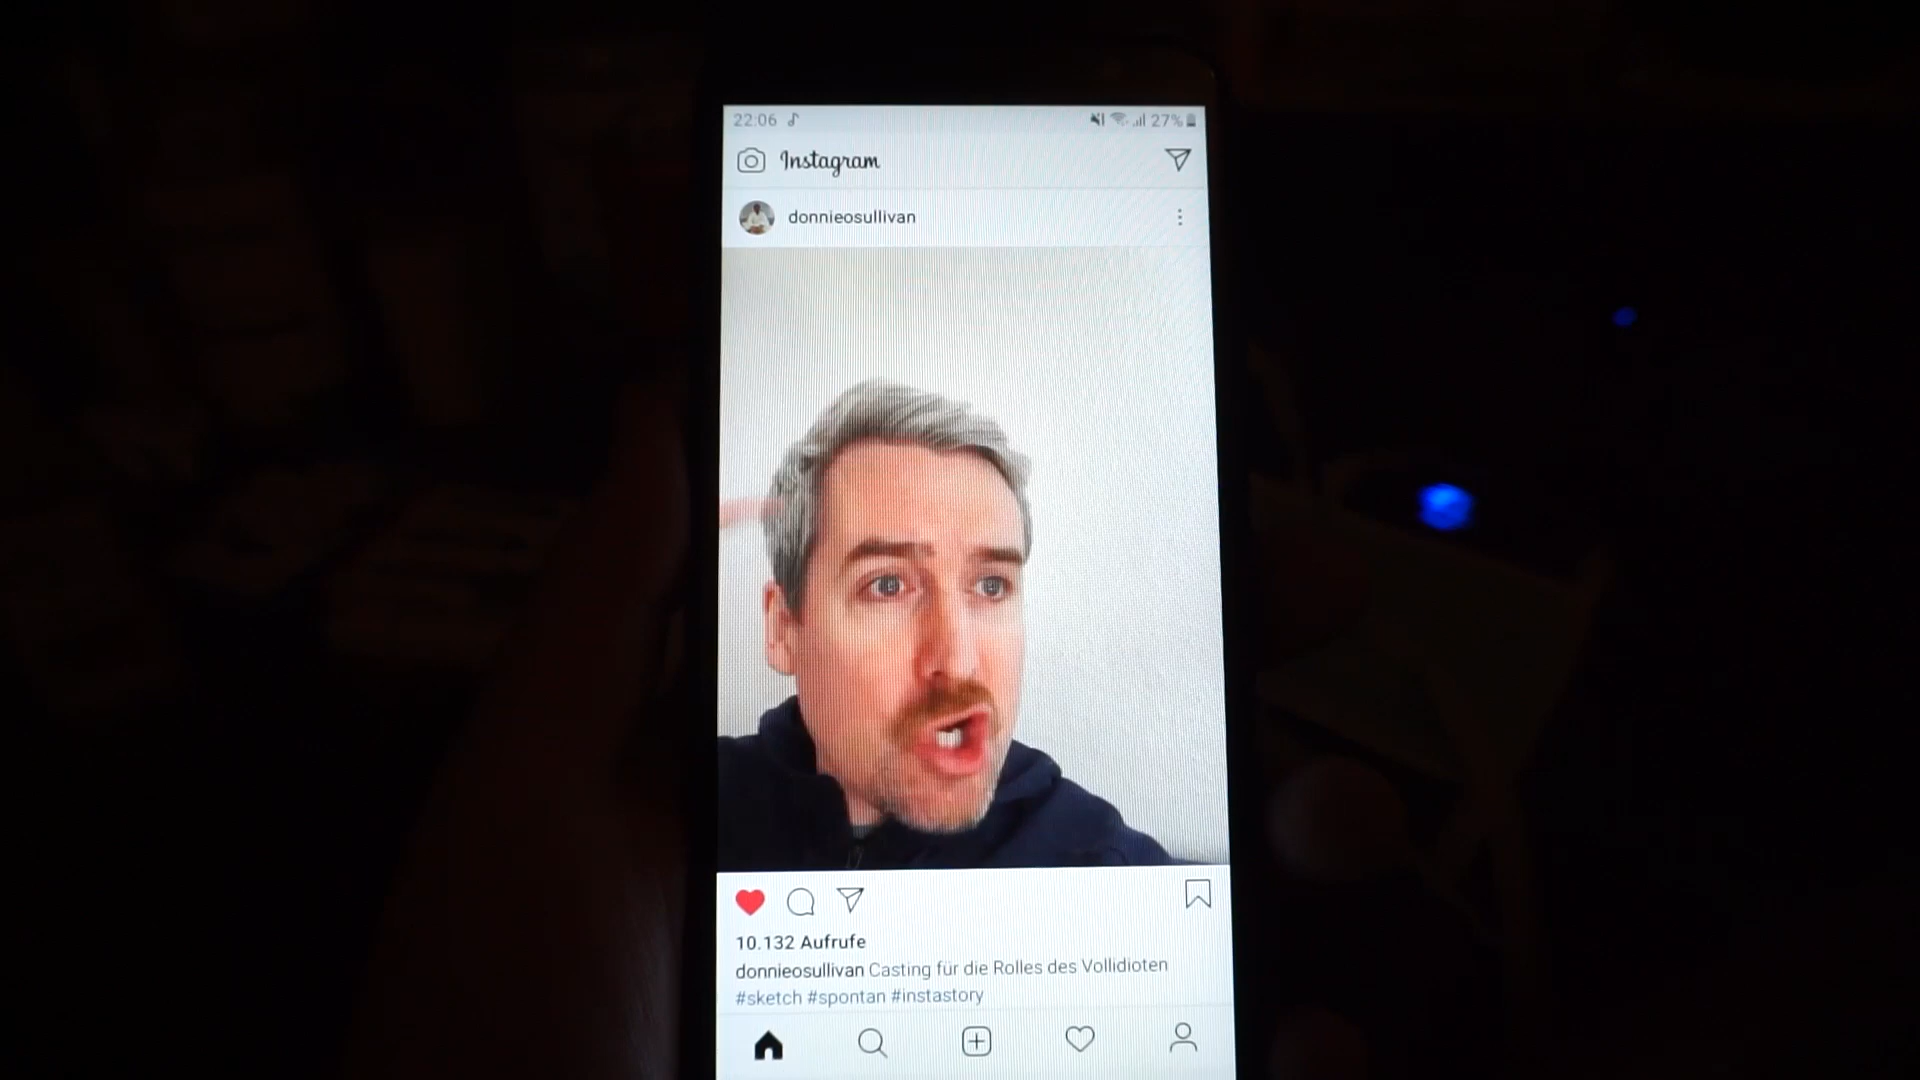 22:06 27%
Instagram
donnieosullivan
10.132 Aufrufe
donnieosullivan Casting für die Rolles des Vollidioten
#sketch #spontan #instastory